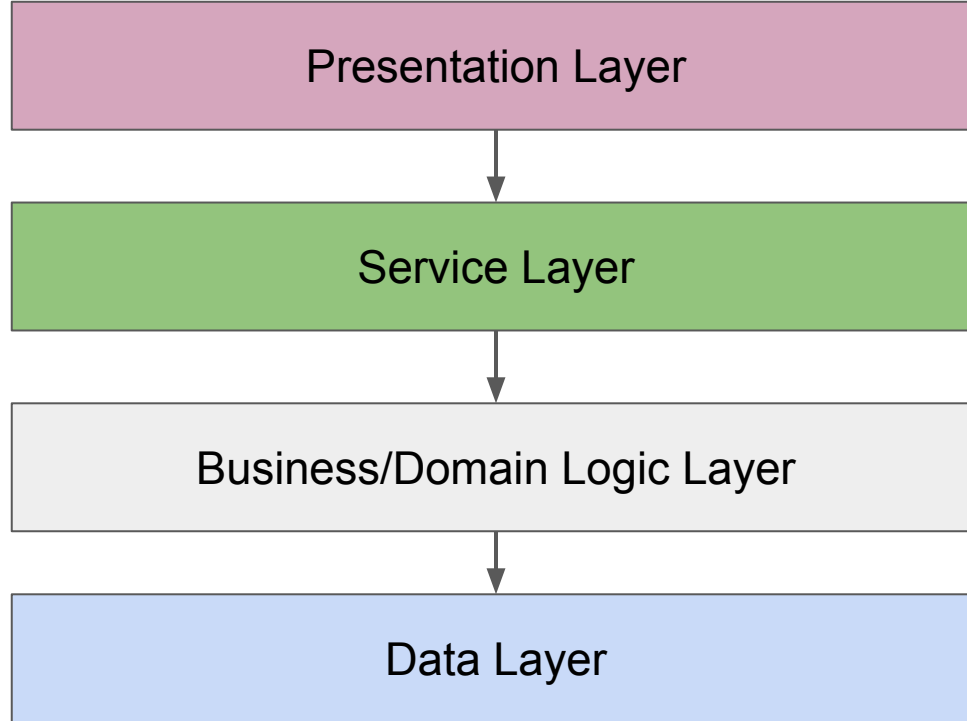 Presentation Layer
Service Layer
Business/Domain Logic Layer
Data Layer